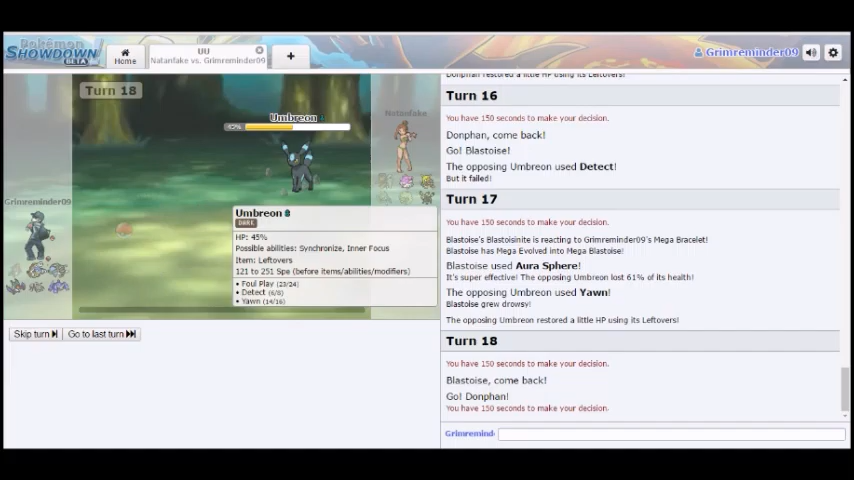 Pokémon
SHOWDOWN
BETA
Home
UU
Natanfake vs. Grimreminder09
Grimreminder09
Turn 18
Umbreon
45%
Natanfake
Grimreminder09
Umbreon
DARK
HP: 45%
Possible abilities: Synchronize, Inner Focus
Item: Leftovers
121 to 251 Spe (before items/abilities/modifiers)
• Foul Play (23/24)
• Detect (6/8)
• Yawn (14/16)
Skip turn
Go to last turn
Donphan restored a little HP using its Leftovers!
Turn 16
You have 150 seconds to make your decision.
Donphan, come back!
Go! Blastoise!
The opposing Umbreon used Detect!
But it failed!
Turn 17
You have 150 seconds to make your decision.
Blastoise's Blastoisinite is reacting to Grimreminder09's Mega Bracelet!
Blastoise has Mega Evolved into Mega Blastoise!
Blastoise used Aura Sphere!
It's super effective! The opposing Umbreon lost 61% of its health!
The opposing Umbreon used Yawn!
Blastoise grew drowsy!
The opposing Umbreon restored a little HP using its Leftovers!
Turn 18
You have 150 seconds to make your decision.
Blastoise, come back!
Go! Donphan!
You have 150 seconds to make your decision.
Grimremind